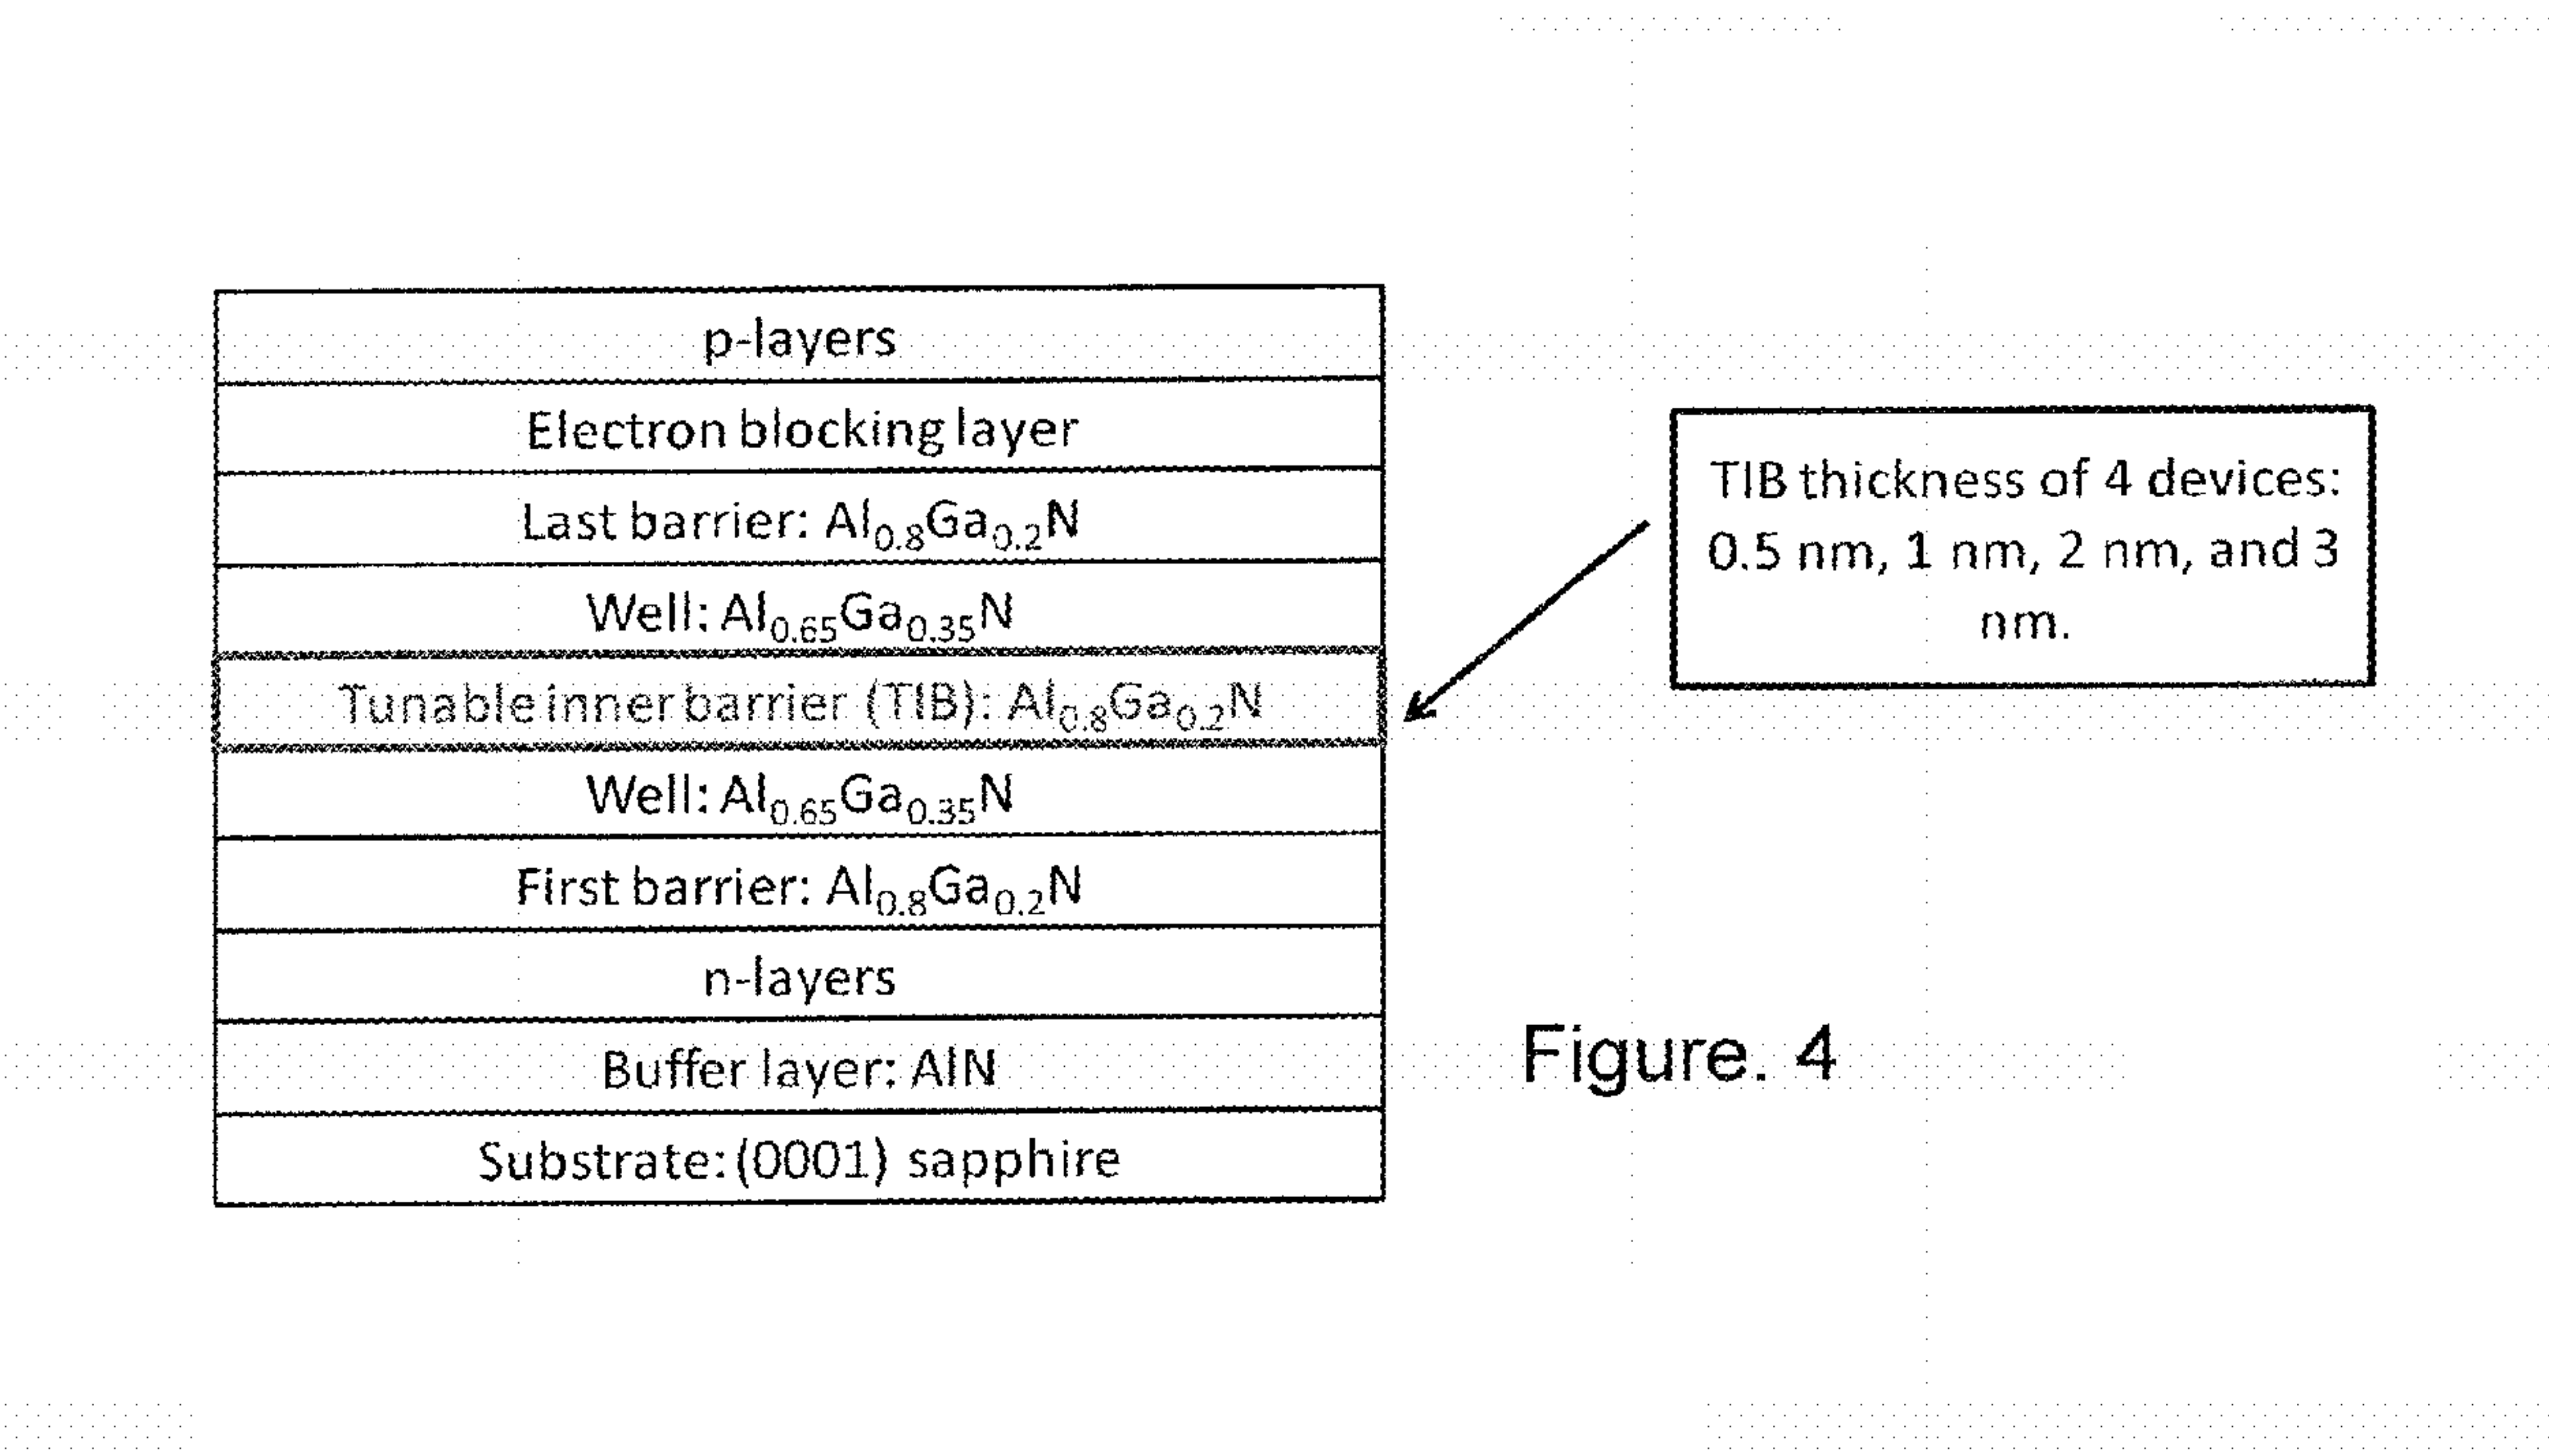 p-layers
Electron blocking layer
Last barrier: Al0.8Ga0.2N
Well: Al0.65Ga0.35N
Tunable inner barrier (TIB): Al0.8Ga0.2N
Well: Al0.65Ga0.35N
First barrier: Al0.8Ga0.2N
n-layers
Buffer layer: AlN
Substrate: (0001) sapphire
TIB thickness of 4 devices:
0.5 nm, 1 nm, 2 nm, and 3
nm.
Figure. 4